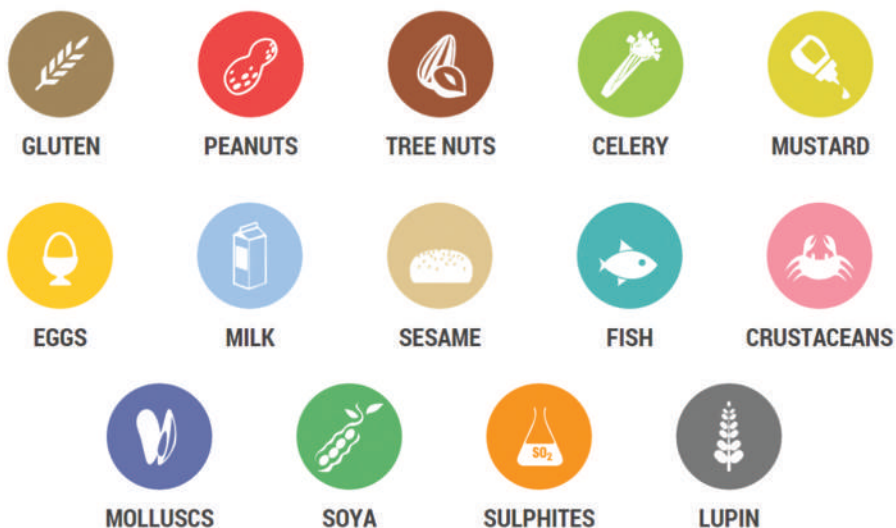 GLUTEN
PEANUTS
TREE NUTS
CELERY
MUSTARD
EGGS
MILK
SESAME
FISH
CRUSTACEANS
SO₂
MOLLUSCS
SOYA
SULPHITES
LUPIN